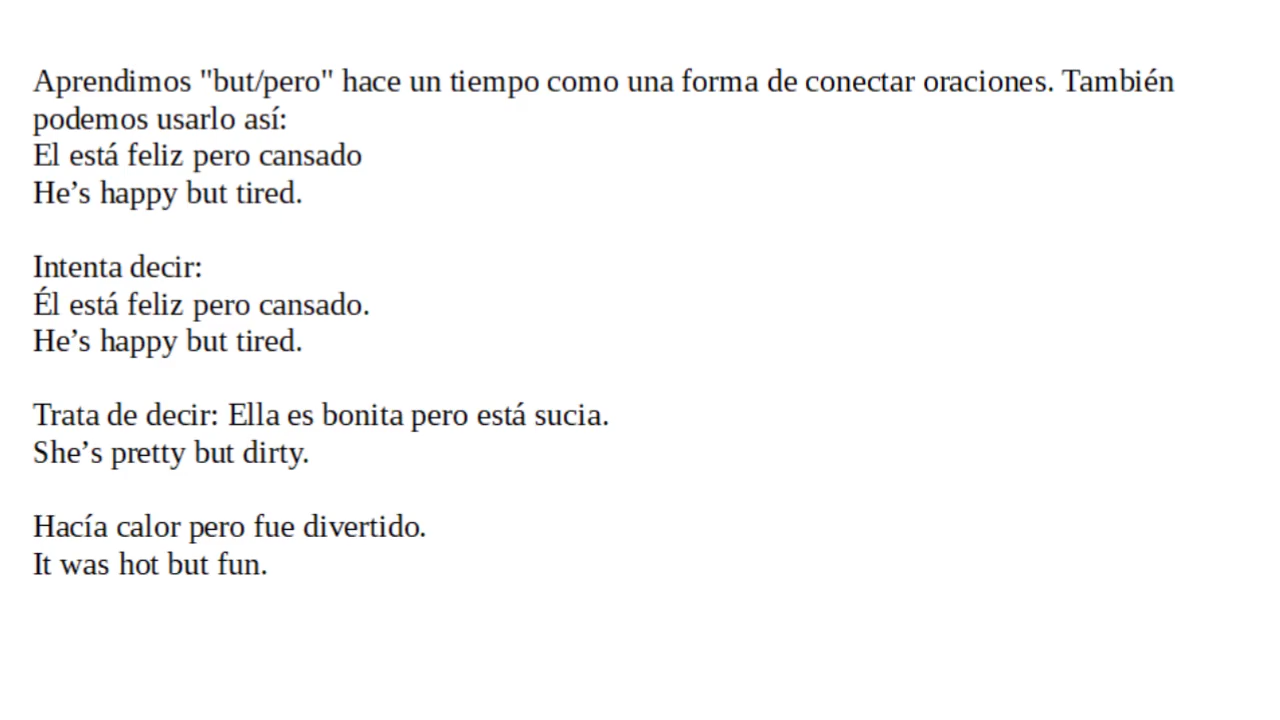 Aprendimos "but/pero" hace un tiempo como una forma de conectar oraciones. También
podemos usarlo así:
El está feliz pero cansado
He’s happy but tired.
Intenta decir:
Él está feliz pero cansado.
He’s happy but tired.
Trata de decir: Ella es bonita pero está sucia.
She’s pretty but dirty.
Hacía calor pero fue divertido.
It was hot but fun.